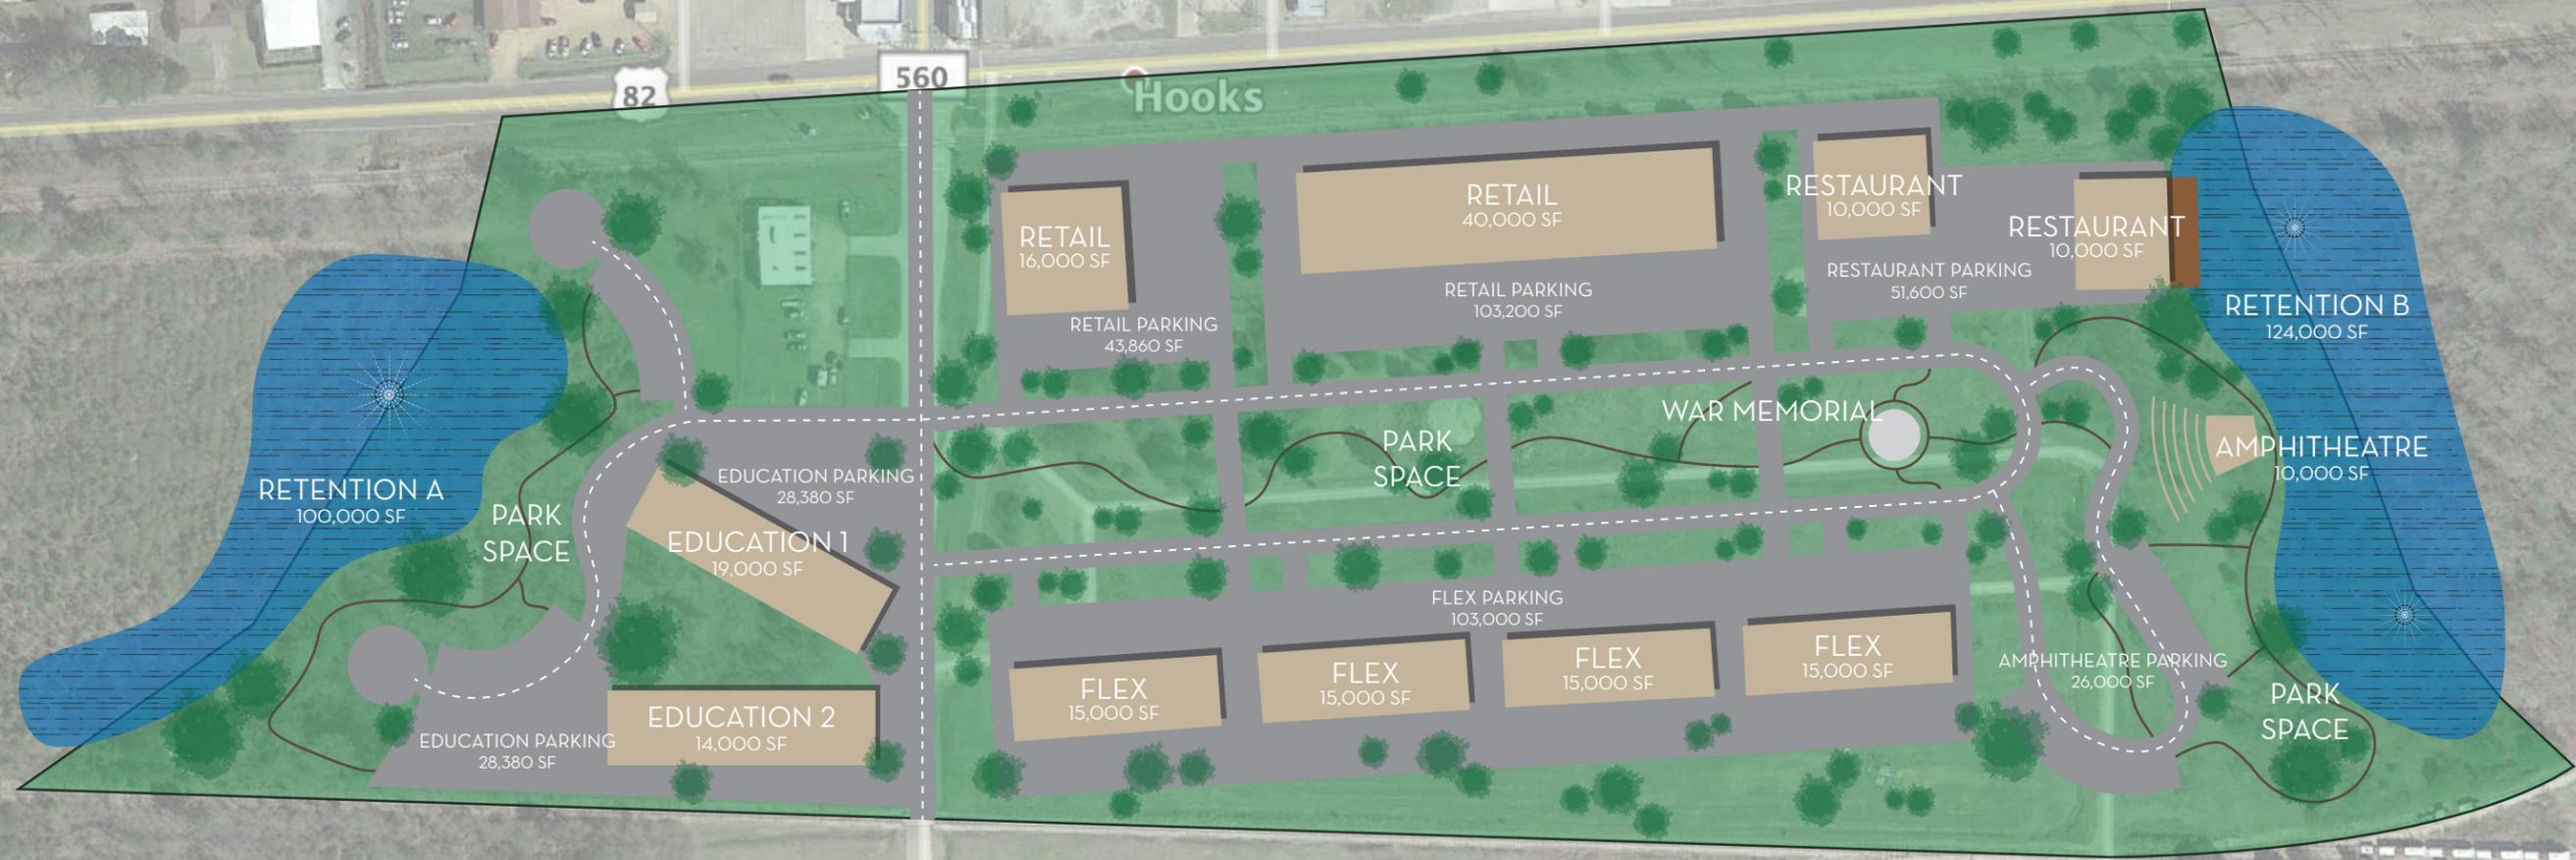 82
560
Hooks
RETAIL
16,000 SF
RETAIL PARKING
43,860 SF
RETAIL
40,000 SF
RETAIL PARKING
103,200 SF
RESTAURANT
10,000 SF
RESTAURANT
10,000 SF
RESTAURANT PARKING
51,600 SF
RETENTION B
124,000 SF
WAR MEMORIAL
PARK
SPACE
AMPHITHEATRE
10,000 SF
RETENTION A
100,000 SF
PARK
SPACE
EDUCATION PARKING
28,380 SF
EDUCATION 1
19,000 SF
EDUCATION 2
14,000 SF
EDUCATION PARKING
28,380 SF
FLEX PARKING
103,000 SF
FLEX
15,000 SF
FLEX
15,000 SF
FLEX
15,000 SF
FLEX
15,000 SF
AMPHITHEATRE PARKING
26,000 SF
PARK
SPACE